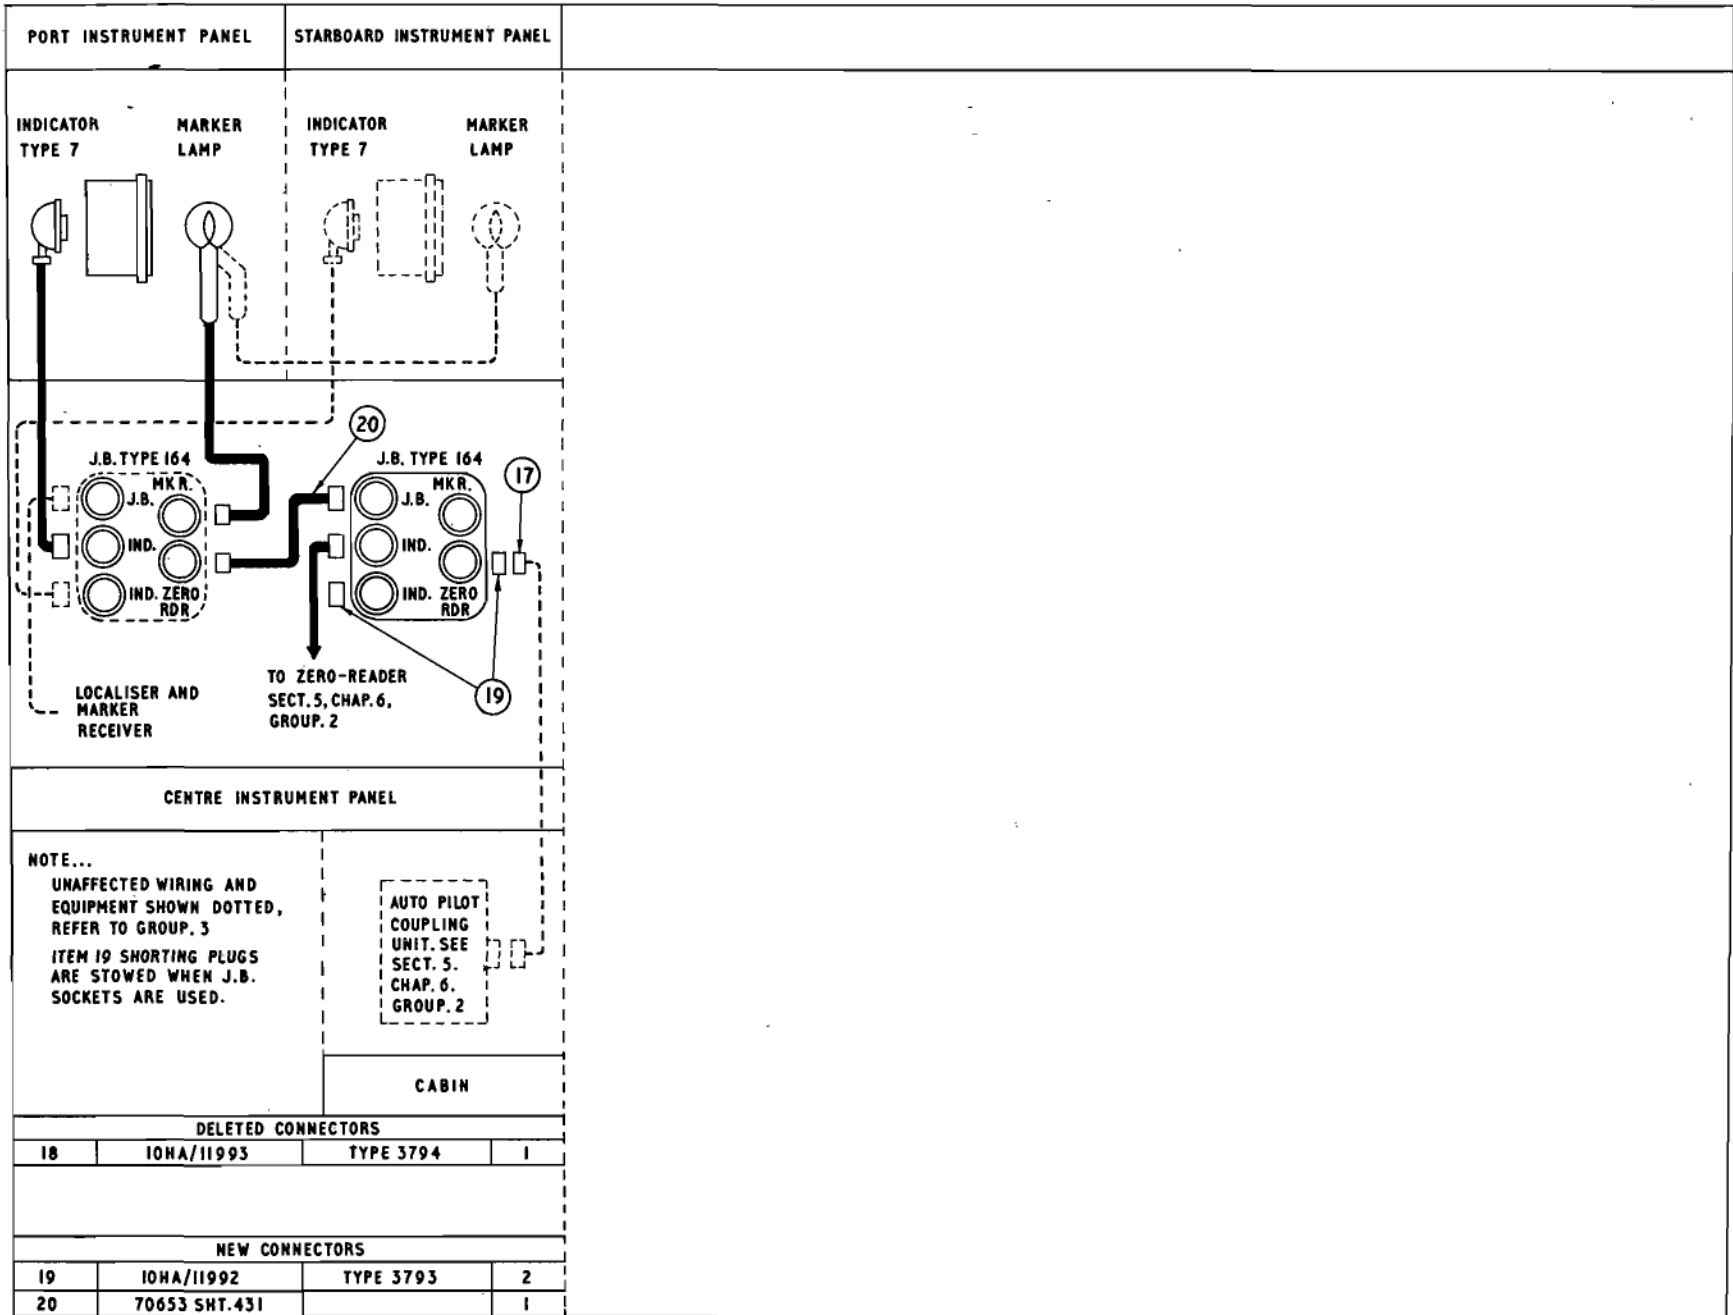 PORT INSTRUMENT PANEL
STARBOARD INSTRUMENT PANEL
INDICATOR
TYPE 7
MARKER
LAMP
INDICATOR
TYPE 7
MARKER
LAMP
20
J.B. TYPE 164
MKR.
J.B.
IND.
IND. ZERO
RDR
J.B. TYPE 164
MKR.
J.B.
IND.
IND. ZERO
RDR
17
19
LOCALISER AND
MARKER
RECEIVER
TO ZERO-READER
SECT. 5, CHAP. 6,
GROUP. 2
CENTRE INSTRUMENT PANEL
NOTE...
UNAFFECTED WIRING AND
EQUIPMENT SHOWN DOTTED,
REFER TO GROUP. 3
ITEM 19 SHORTING PLUGS
ARE STOWED WHEN J.B.
SOCKETS ARE USED.
AUTO PILOT
COUPLING
UNIT. SEE
SECT. 5.
CHAP. 6.
GROUP. 2
CABIN
DELETED CONNECTORS
18 10HA/11993 TYPE 3794 1
NEW CONNECTORS
19 10HA/11992 TYPE 3793 2
20 70653 SHT. 431 1